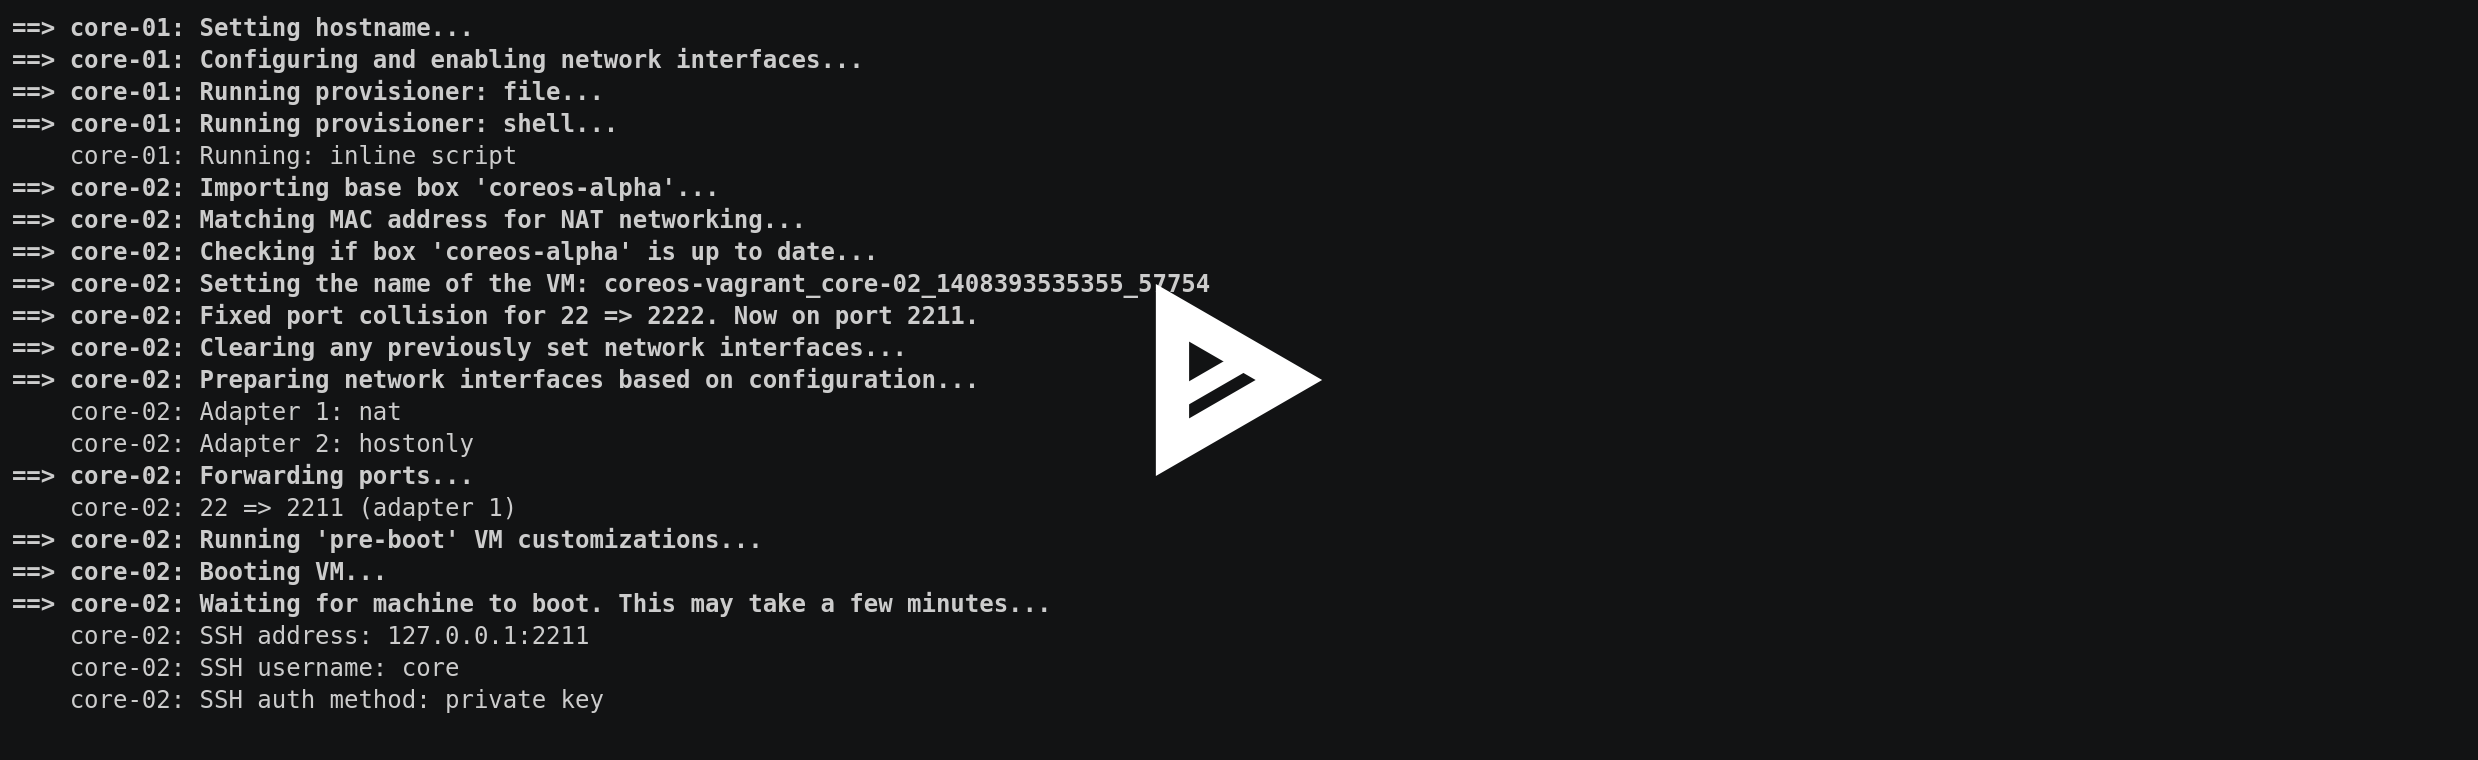 ==> core-01: Setting hostname...
==> core-01: Configuring and enabling network interfaces...
==> core-01: Running provisioner: file...
==> core-01: Running provisioner: shell...
    core-01: Running: inline script
==> core-02: Importing base box 'coreos-alpha'...
==> core-02: Matching MAC address for NAT networking...
==> core-02: Checking if box 'coreos-alpha' is up to date...
==> core-02: Setting the name of the VM: coreos-vagrant_core-02_1408393535355_57754
==> core-02: Fixed port collision for 22 => 2222. Now on port 2211.
==> core-02: Clearing any previously set network interfaces...
==> core-02: Preparing network interfaces based on configuration...
    core-02: Adapter 1: nat
    core-02: Adapter 2: hostonly
==> core-02: Forwarding ports...
    core-02: 22 => 2211 (adapter 1)
==> core-02: Running 'pre-boot' VM customizations...
==> core-02: Booting VM...
==> core-02: Waiting for machine to boot. This may take a few minutes...
    core-02: SSH address: 127.0.0.1:2211
    core-02: SSH username: core
    core-02: SSH auth method: private key